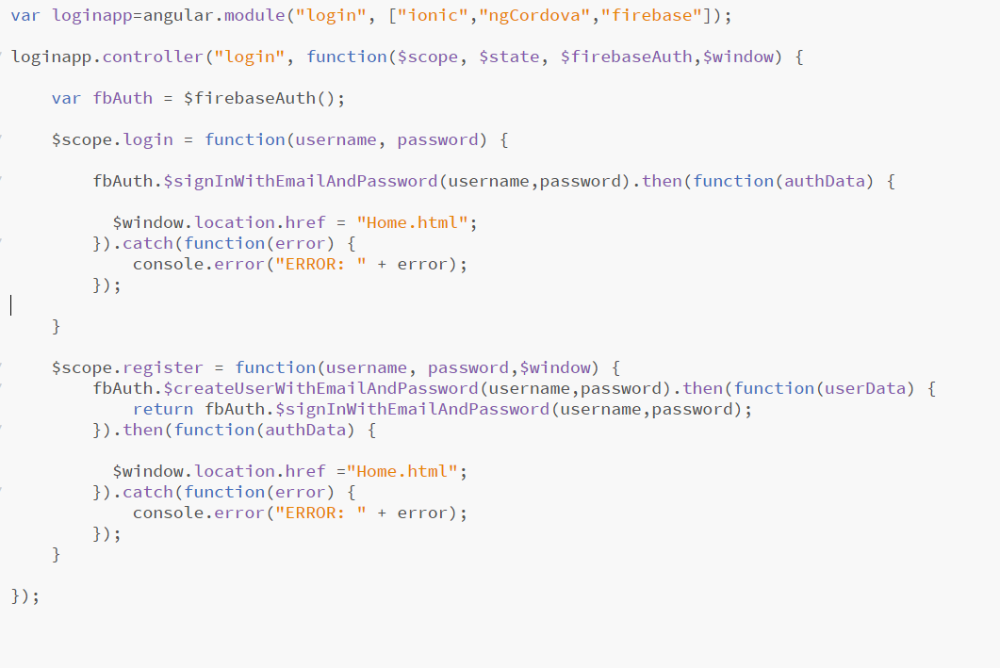 var loginapp=angular.module("login", ["ionic","ngCordova","firebase"]);
loginapp.controller("login", function($scope, $state, $firebaseAuth,$window) {
var fbAuth = $firebaseAuth();
$scope.login = function(username, password) {
fbAuth.$signInWithEmailAndPassword(username,password).then(function(authData) {
$window.location.href = "Home.html";
}).catch(function(error) {
console.error("ERROR: " + error);
});
}
$scope.register = function(username, password,$window) {
fbAuth.$createUserWithEmailAndPassword(username,password).then(function(userData) {
return fbAuth.$signInWithEmailAndPassword(username,password);
}).then(function(authData) {
$window.location.href ="Home.html";
}).catch(function(error) {
console.error("ERROR: " + error);
});
}
});